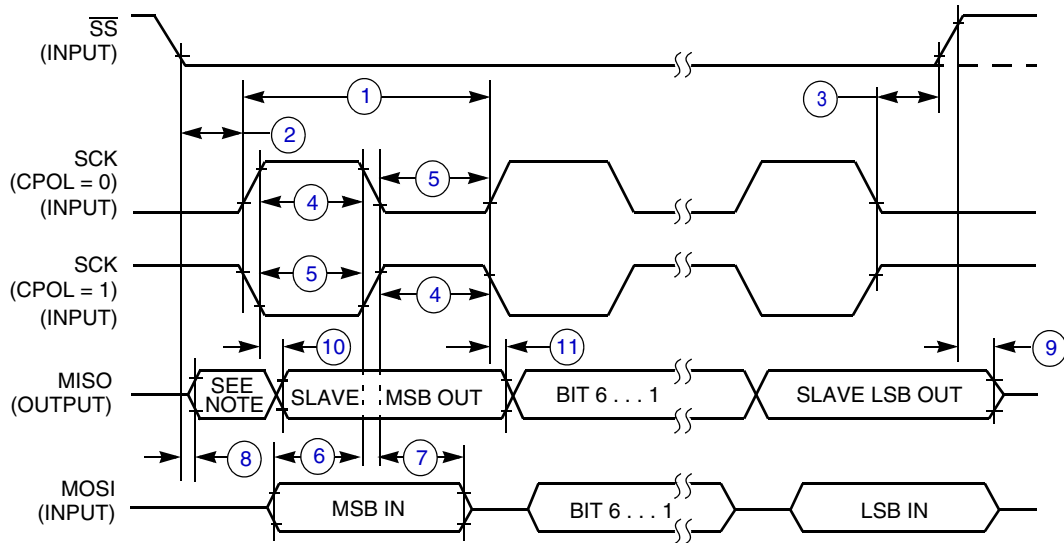 SS
(INPUT)
1
3
2
SCK
(CPOL = 0)
(INPUT)
5
4
SCK
(CPOL = 1)
(INPUT)
5
4
10
11
9
MISO
(OUTPUT)
SEE
NOTE
SLAVE
MSB OUT
BIT 6 . . . 1
SLAVE LSB OUT
8
6
7
MOSI
(INPUT)
MSB IN
BIT 6 . . . 1
LSB IN